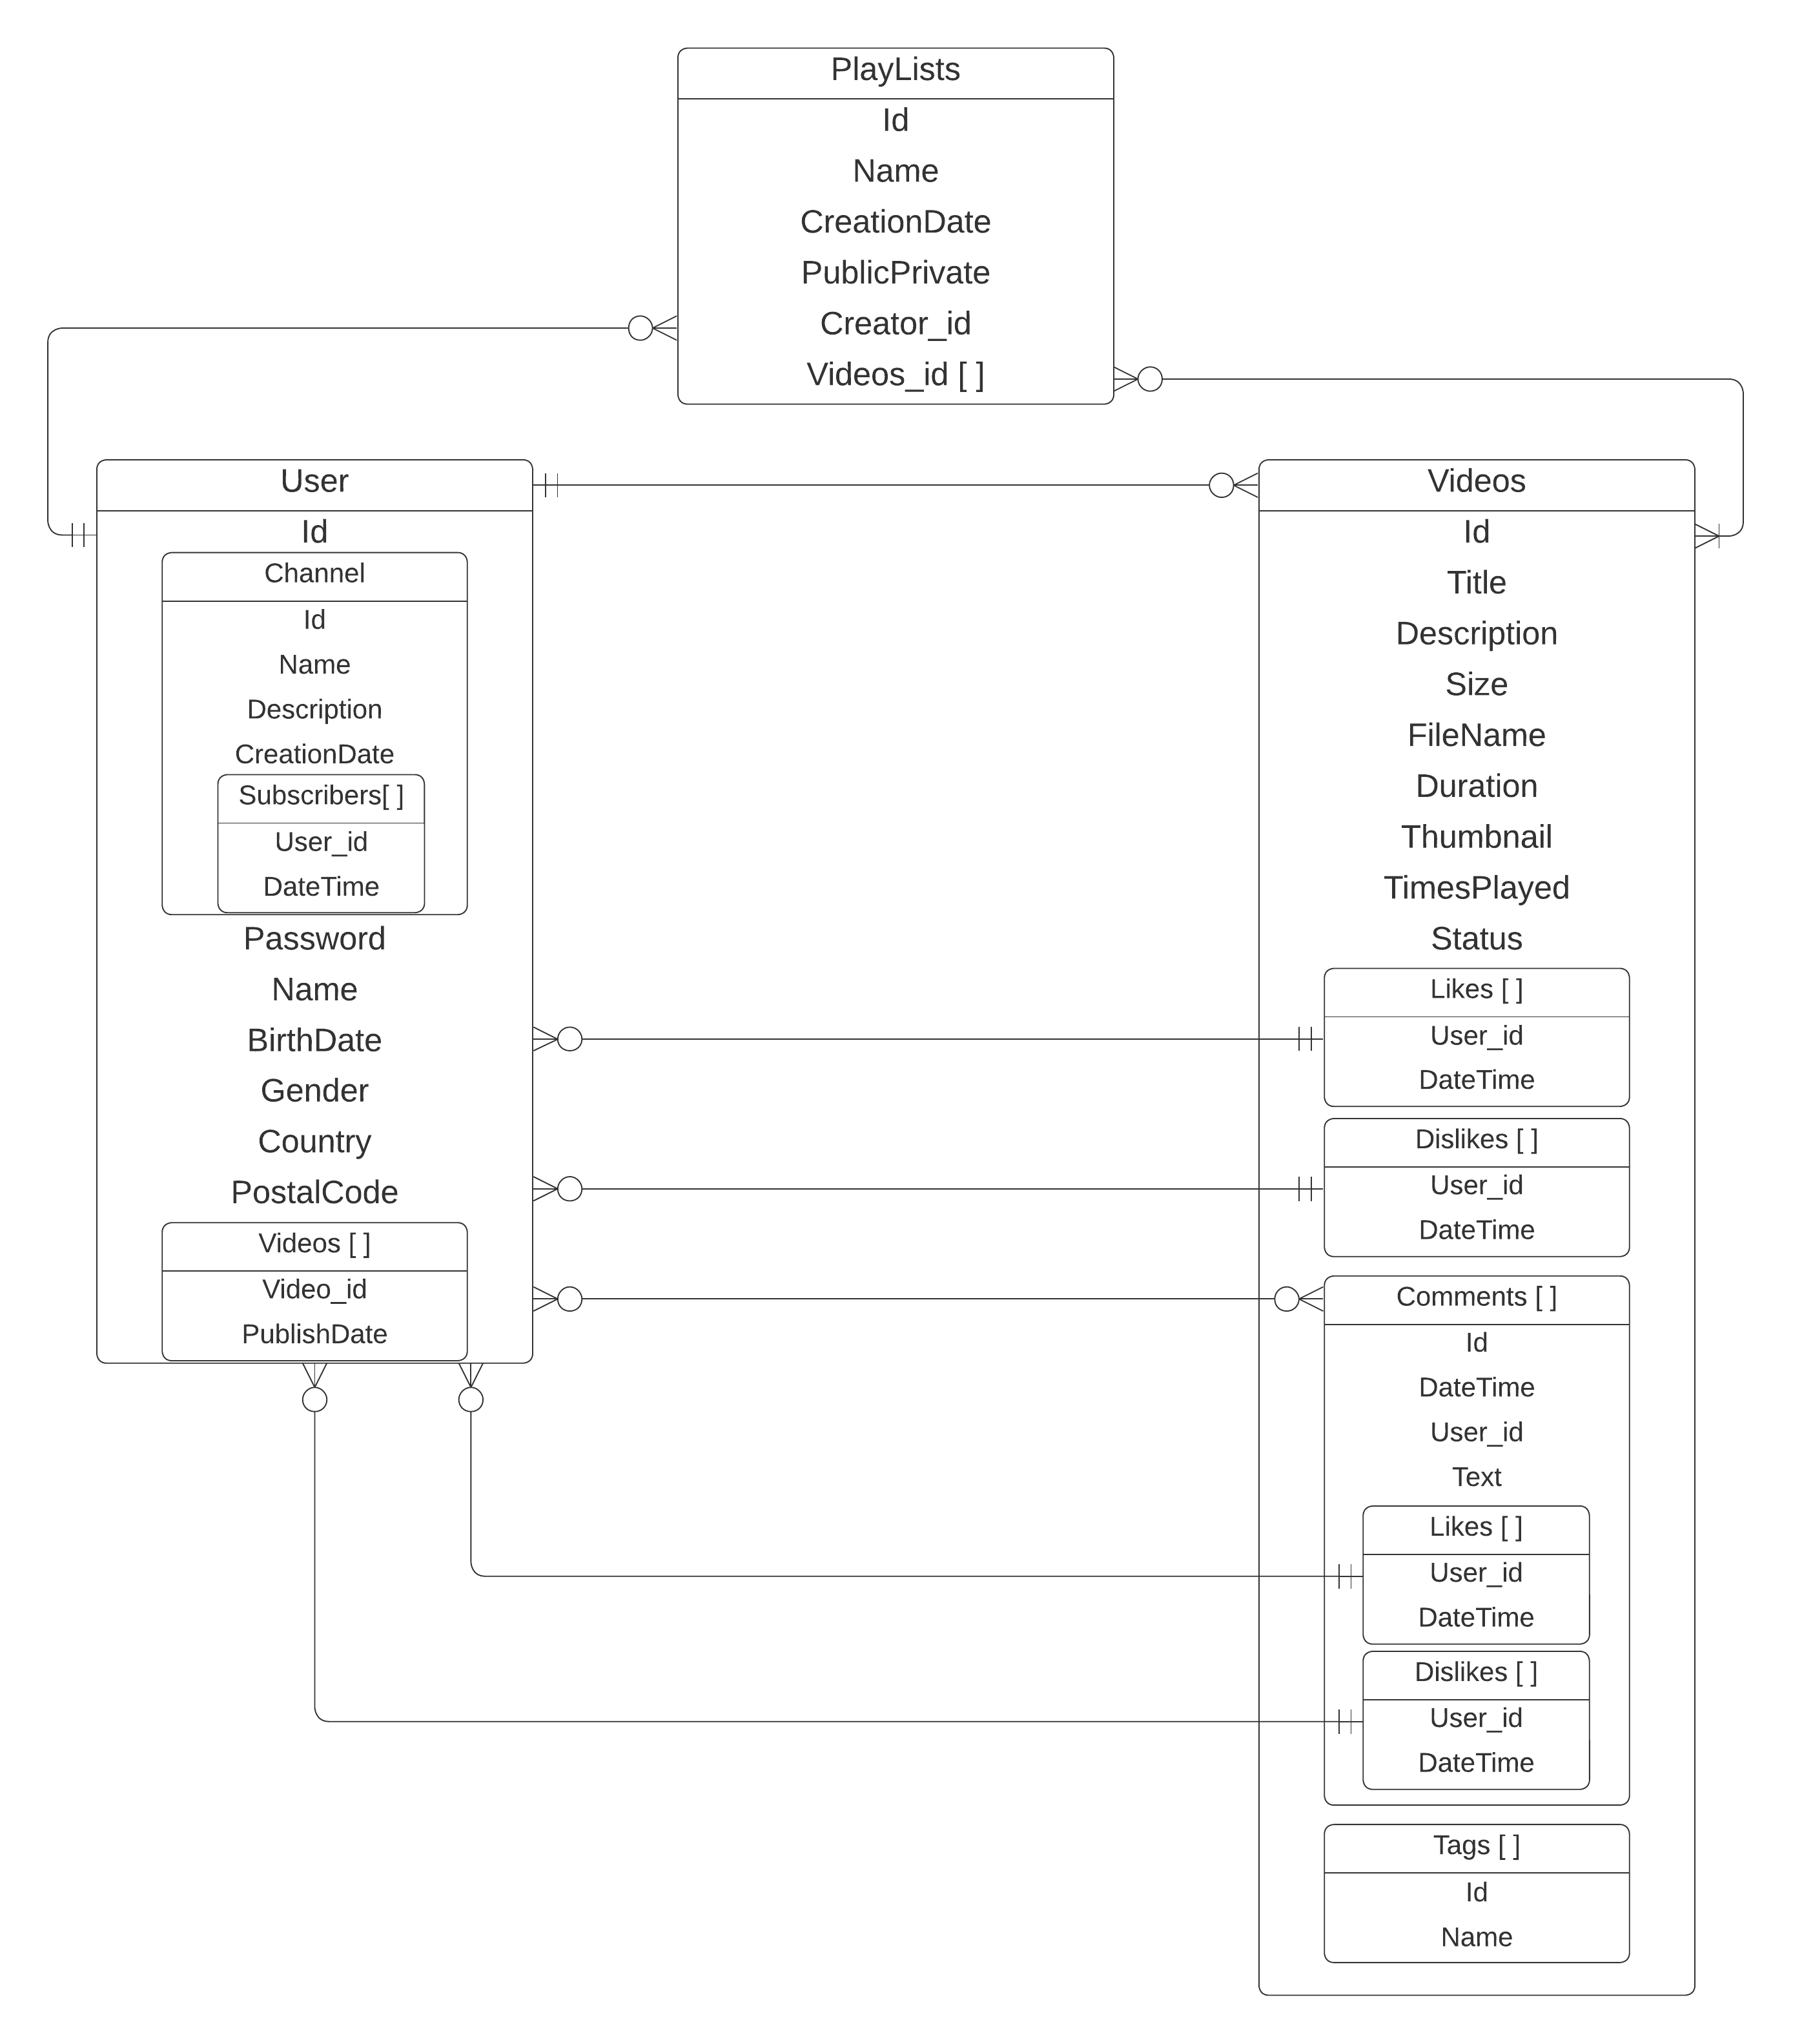 PlayLists
Id
Name
CreationDate
PublicPrivate
Creator_id
Videos_id [ ]
User
Id
Channel
Id
Name
Description
CreationDate
Subscribers[ ]
User_id
DateTime
Password
Name
BirthDate
Gender
Country
PostalCode
Videos [ ]
Video_id
PublishDate
Videos
Id
Title
Description
Size
FileName
Duration
Thumbnail
TimesPlayed
Status
Likes [ ]
User_id
DateTime
Dislikes [ ]
User_id
DateTime
Comments [ ]
Id
DateTime
User_id
Text
Likes [ ]
User_id
DateTime
Dislikes [ ]
User_id
DateTime
Tags [ ]
Id
Name